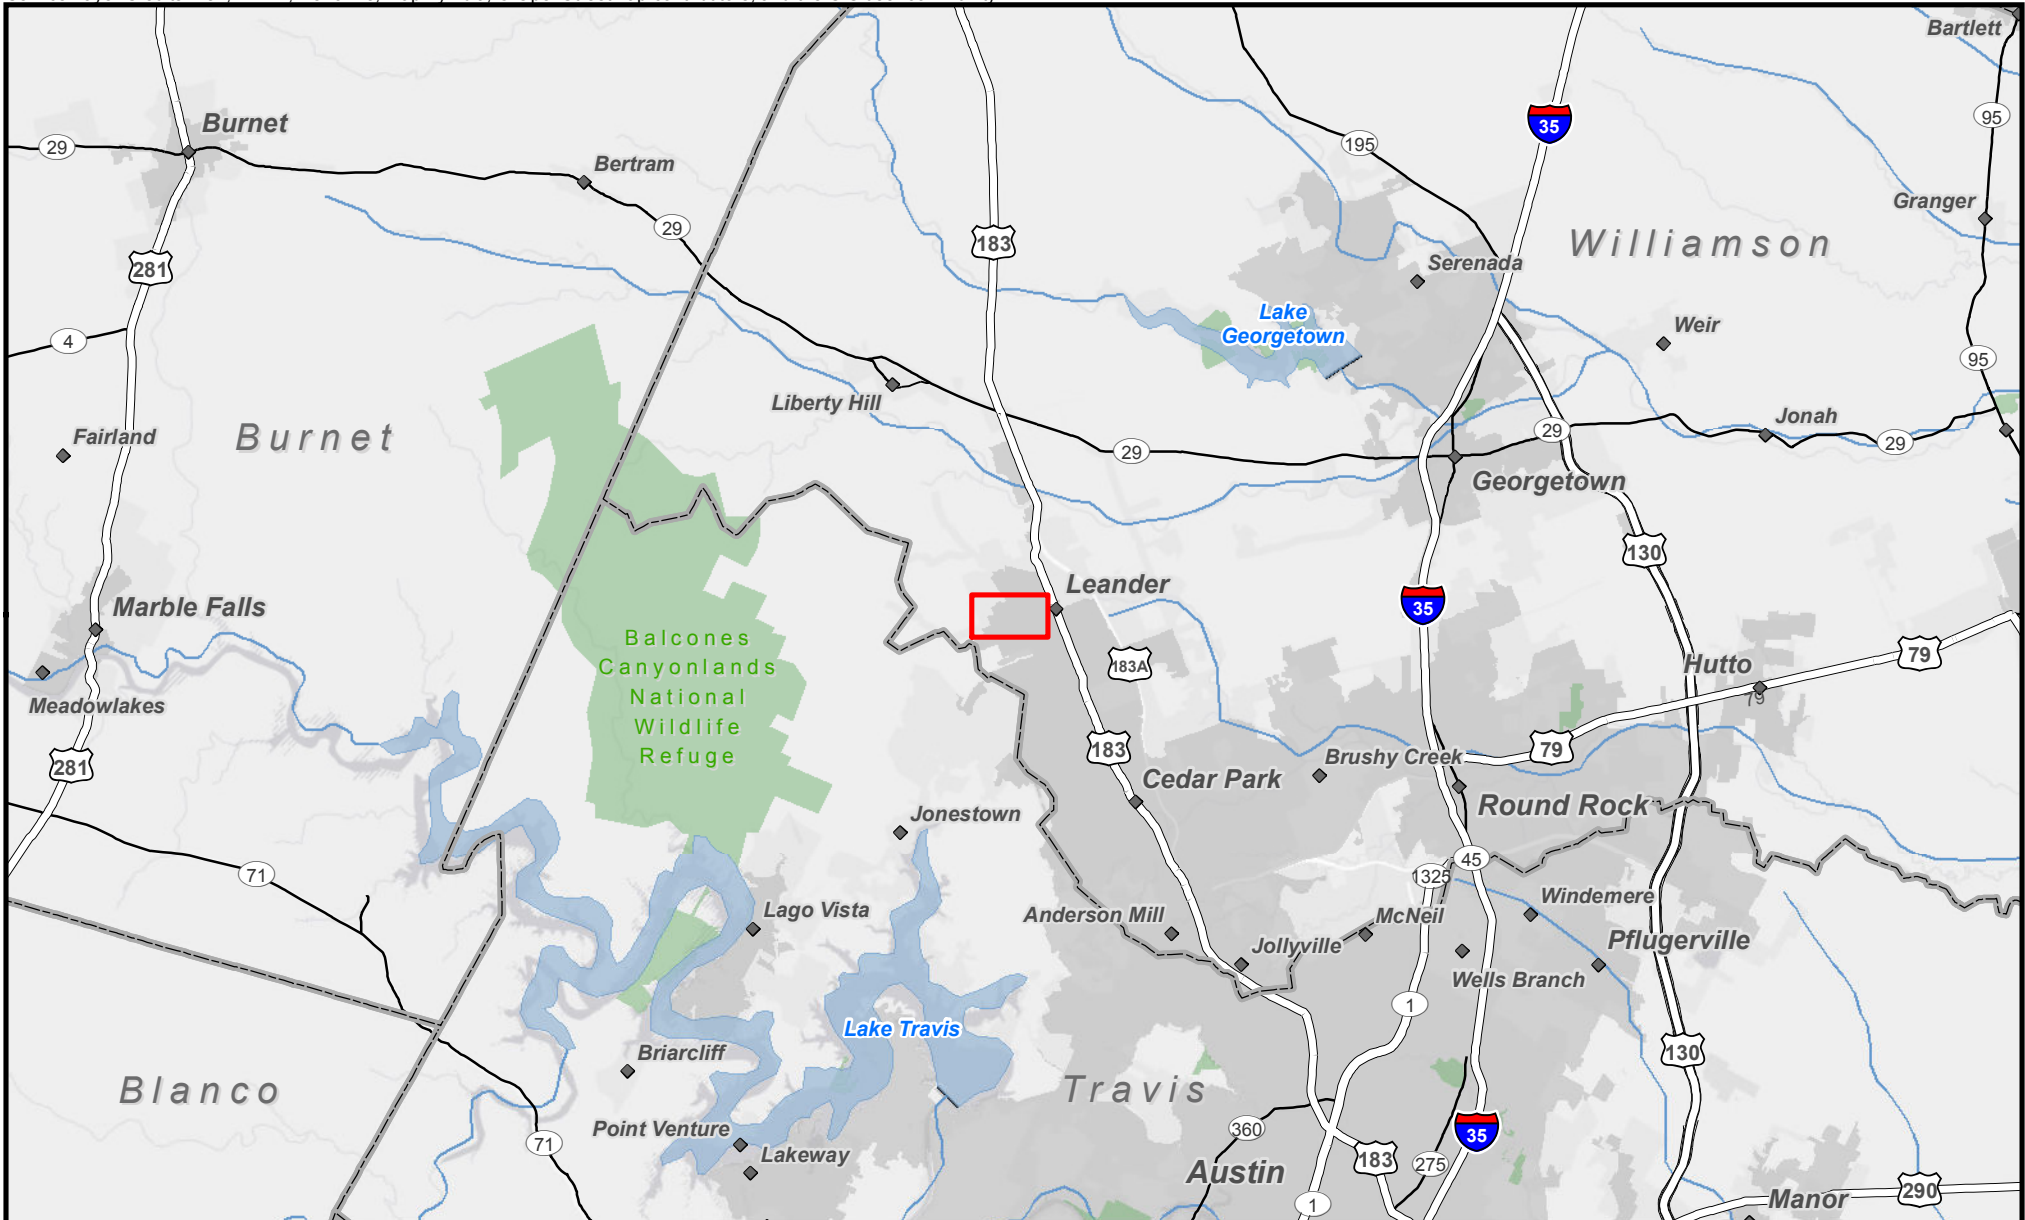 Bartlett
Burnet
29
35
95
195
Bertram
Granger
29
183
Williamson
281
Serenada
Lake
Georgetown
Weir
4
95
Liberty Hill
Jonah
Fairland
Burnet
29
29
29
Georgetown
130
Leander
35
Marble Falls
Balcones
Canyonlands
National
Wildlife
Refuge
183A
Hutto
79
79
Meadowlakes
183
79
Brushy Creek
281
Cedar Park
Round Rock
Jonestown
45
71
1325
Windemere
Lago Vista
Anderson Mill
McNeil
Pflugerville
Jollyville
Wells Branch
1
Lake Travis
Briarcliff
130
Blanco
Travis
Point Venture
360
35
71
Lakeway
183
275
Austin
Manor
290
1